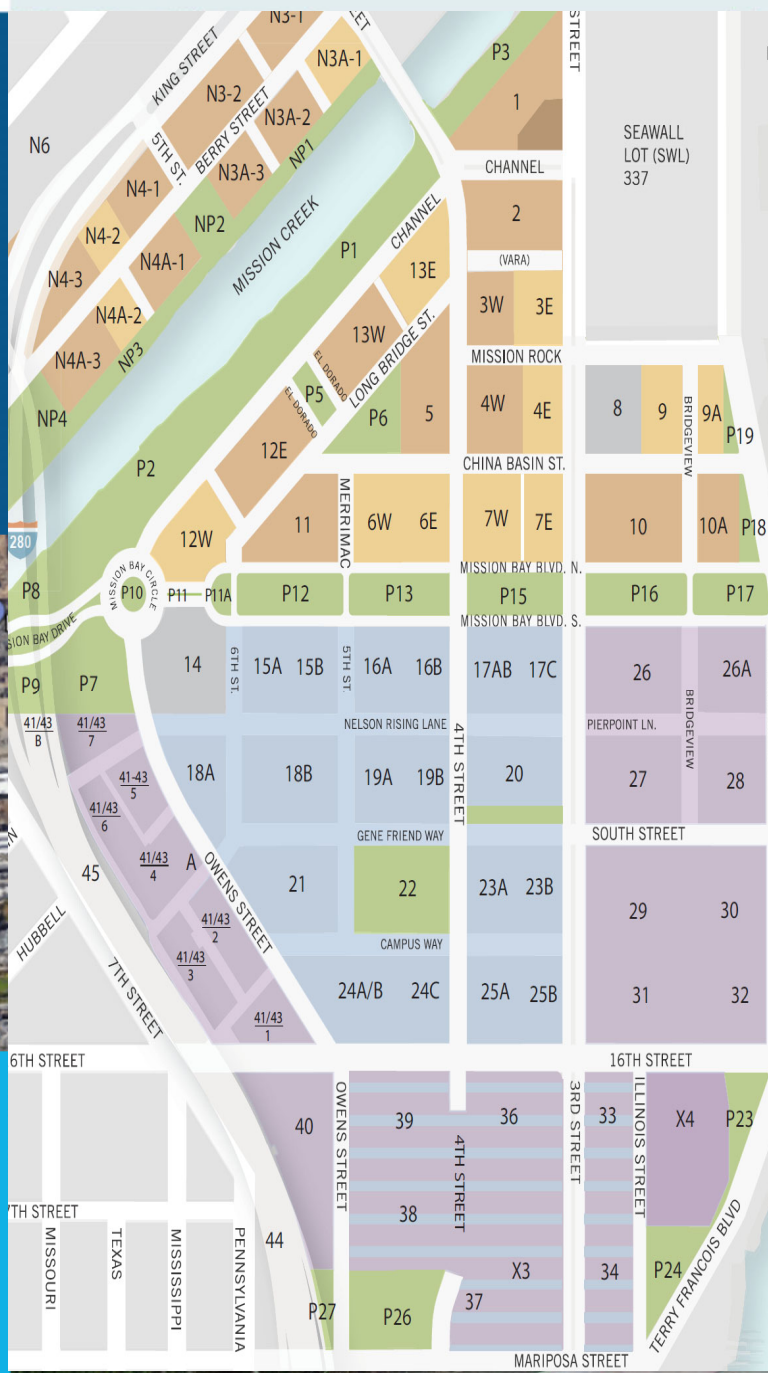 N3-1
STREET
P3
KING STREET
N3A-1
N3-2
1
N6
5TH ST.
BERRY STREET
N3A-2
SEAWALL
LOT (SWL)
337
NP1
CHANNEL
N4-1
N3A-3
NP2
CHANNEL
2
N4-2
MISSION CREEK
P1
N4A-1
(VARA)
N4-3
13E
3W
3E
N4A-2
13W
LONG BRIDGE ST.
MISSION ROCK
N4A-3
NP3
EL DORADO
P5
EL DORADO
NP4
P6
5
4W
4E
8
9
BRIDGEVIEW
9A
P19
12E
CHINA BASIN ST.
P2
MERRIMAC
11
6W
6E
7W
7E
10
10A
P18
280
12W
MISSION BAY BLVD. N.
P8
MISSION BAY CIRCLE
P10
P11
P11A
P12
P13
P15
P16
P17
MISSION BAY BLVD. S.
SION BAY DRIVE
6TH ST.
5TH ST.
14
15A
15B
16A
16B
17AB
17C
26
26A
P9
P7
BRIDGEVIEW
41/43
B
41/43
7
NELSON RISING LANE
4TH STREET
PIERPOINT LN.
18A
18B
19A
19B
20
27
28
41-43
5
41/43
6
GENE FRIEND WAY
SOUTH STREET
41/43
4
A
OWENS STREET
45
21
22
23A
23B
29
30
HUBBELL
41/43
2
CAMPUS WAY
41/43
3
7TH STREET
24A/B
24C
25A
25B
31
32
41/43
1
6TH STREET
16TH STREET
40
OWENS STREET
39
36
3RD STREET
33
ILLINOIS STREET
X4
P23
4TH STREET
7TH STREET
38
MISSOURI
TEXAS
MISSISSIPPI
PENNSYLVANIA
44
X3
34
P24
TERRY FRANCOIS BLVD
P27
P26
37
MARIPOSA STREET